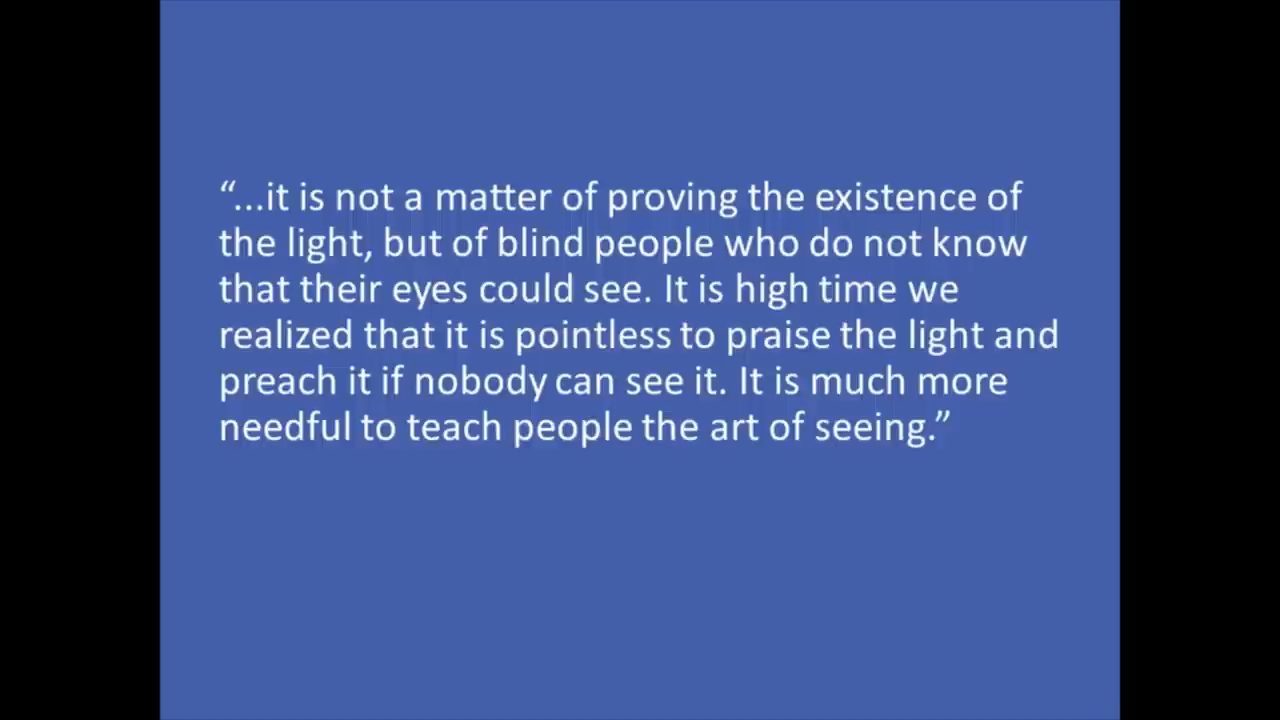 “...it is not a matter of proving the existence of
the light, but of blind people who do not know
that their eyes could see. It is high time we
realized that it is pointless to praise the light and
preach it if nobody can see it. It is much more
needful to teach people the art of seeing.”